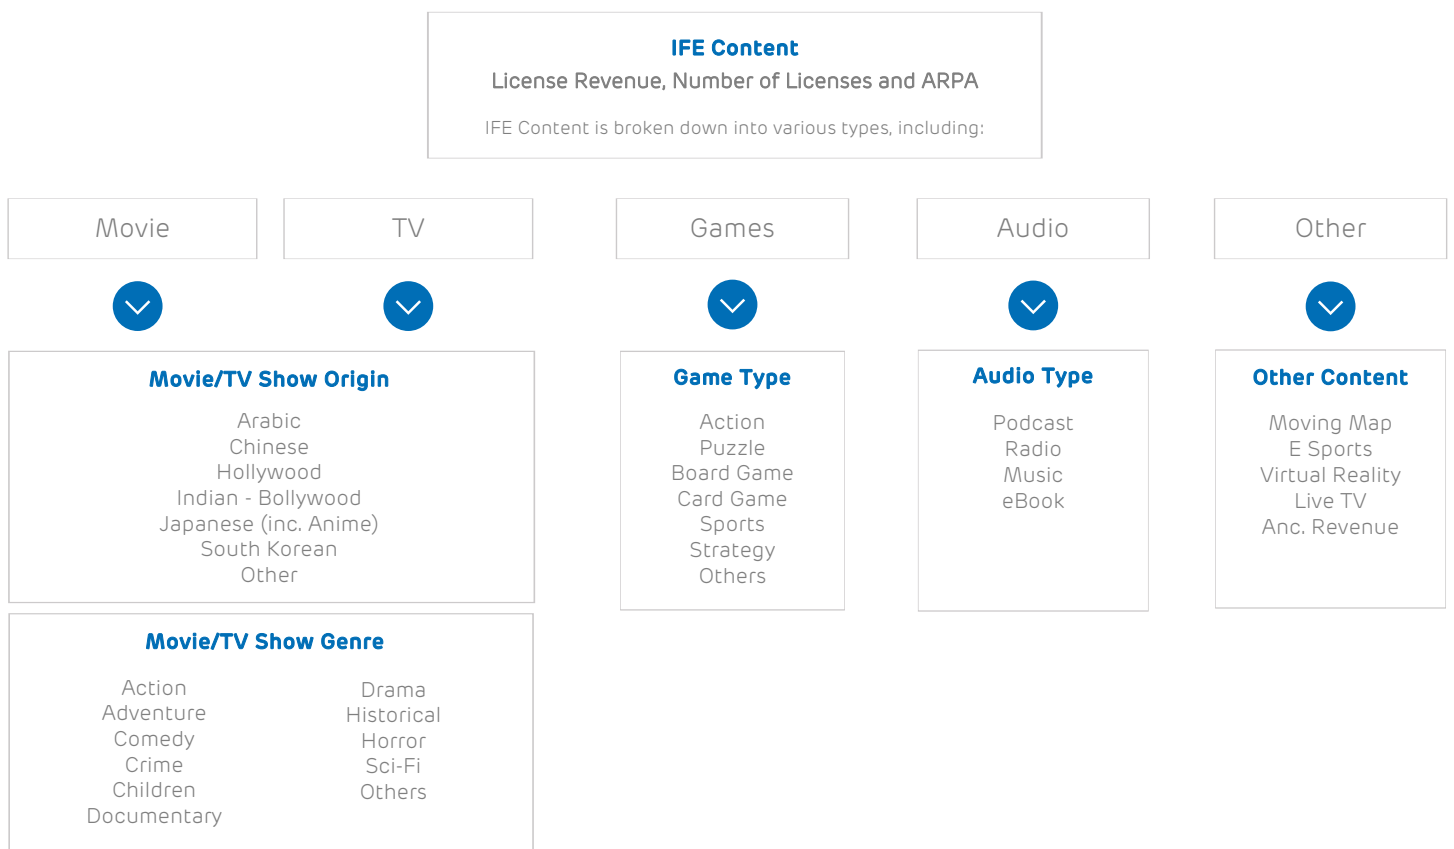 IFE Content
License Revenue, Number of Licenses and ARPA
IFE Content is broken down into various types, including:
Movie
TV
Games
Audio
Other
Movie/TV Show Origin
Arabic
Chinese
Hollywood
Indian - Bollywood
Japanese (inc. Anime)
South Korean
Other
Movie/TV Show Genre
Action
Adventure
Comedy
Crime
Children
Documentary
Drama
Historical
Horror
Sci-Fi
Others
Game Type
Action
Puzzle
Board Game
Card Game
Sports
Strategy
Others
Audio Type
Podcast
Radio
Music
eBook
Other Content
Moving Map
E Sports
Virtual Reality
Live TV
Anc. Revenue